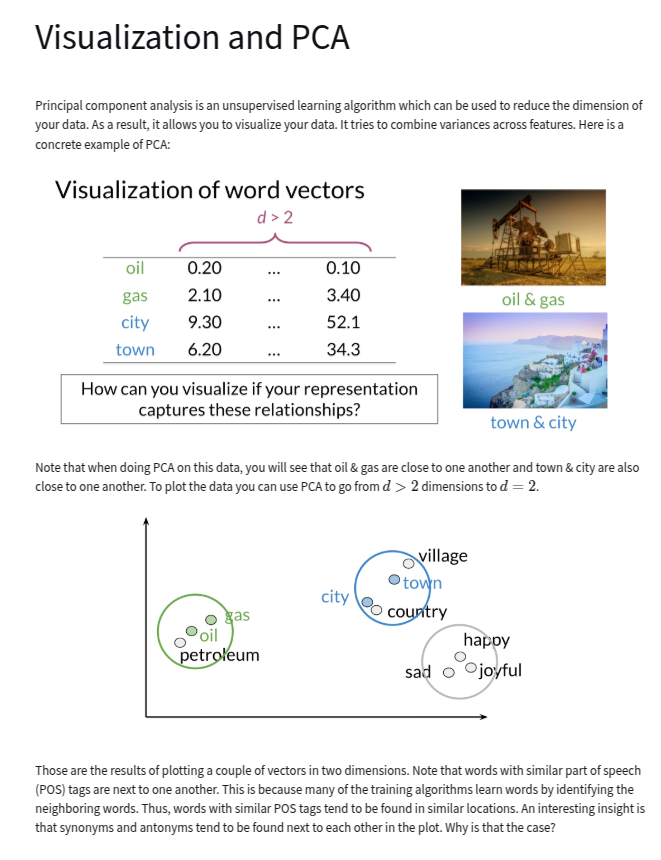 Visualization and PCA
Principal component analysis is an unsupervised learning algorithm which can be used to reduce the dimension of
your data. As a result, it allows you to visualize your data. It tries to combine variances across features. Here is a
concrete example of PCA:
Visualization of word vectors
d > 2
oil 0.20 ... 0.10
gas 2.10 ... 3.40
city 9.30 ... 52.1
town 6.20 ... 34.3
oil & gas
How can you visualize if your representation
captures these relationships?
town & city
Note that when doing PCA on this data, you will see that oil & gas are close to one another and town & city are also
close to one another. To plot the data you can use PCA to go from d > 2 dimensions to d = 2.
village
town
city
country
gas
oil
petroleum
happy
sad
joyful
Those are the results of plotting a couple of vectors in two dimensions. Note that words with similar part of speech
(POS) tags are next to one another. This is because many of the training algorithms learn words by identifying the
neighboring words. Thus, words with similar POS tags tend to be found in similar locations. An interesting insight is
that synonyms and antonyms tend to be found next to each other in the plot. Why is that the case?